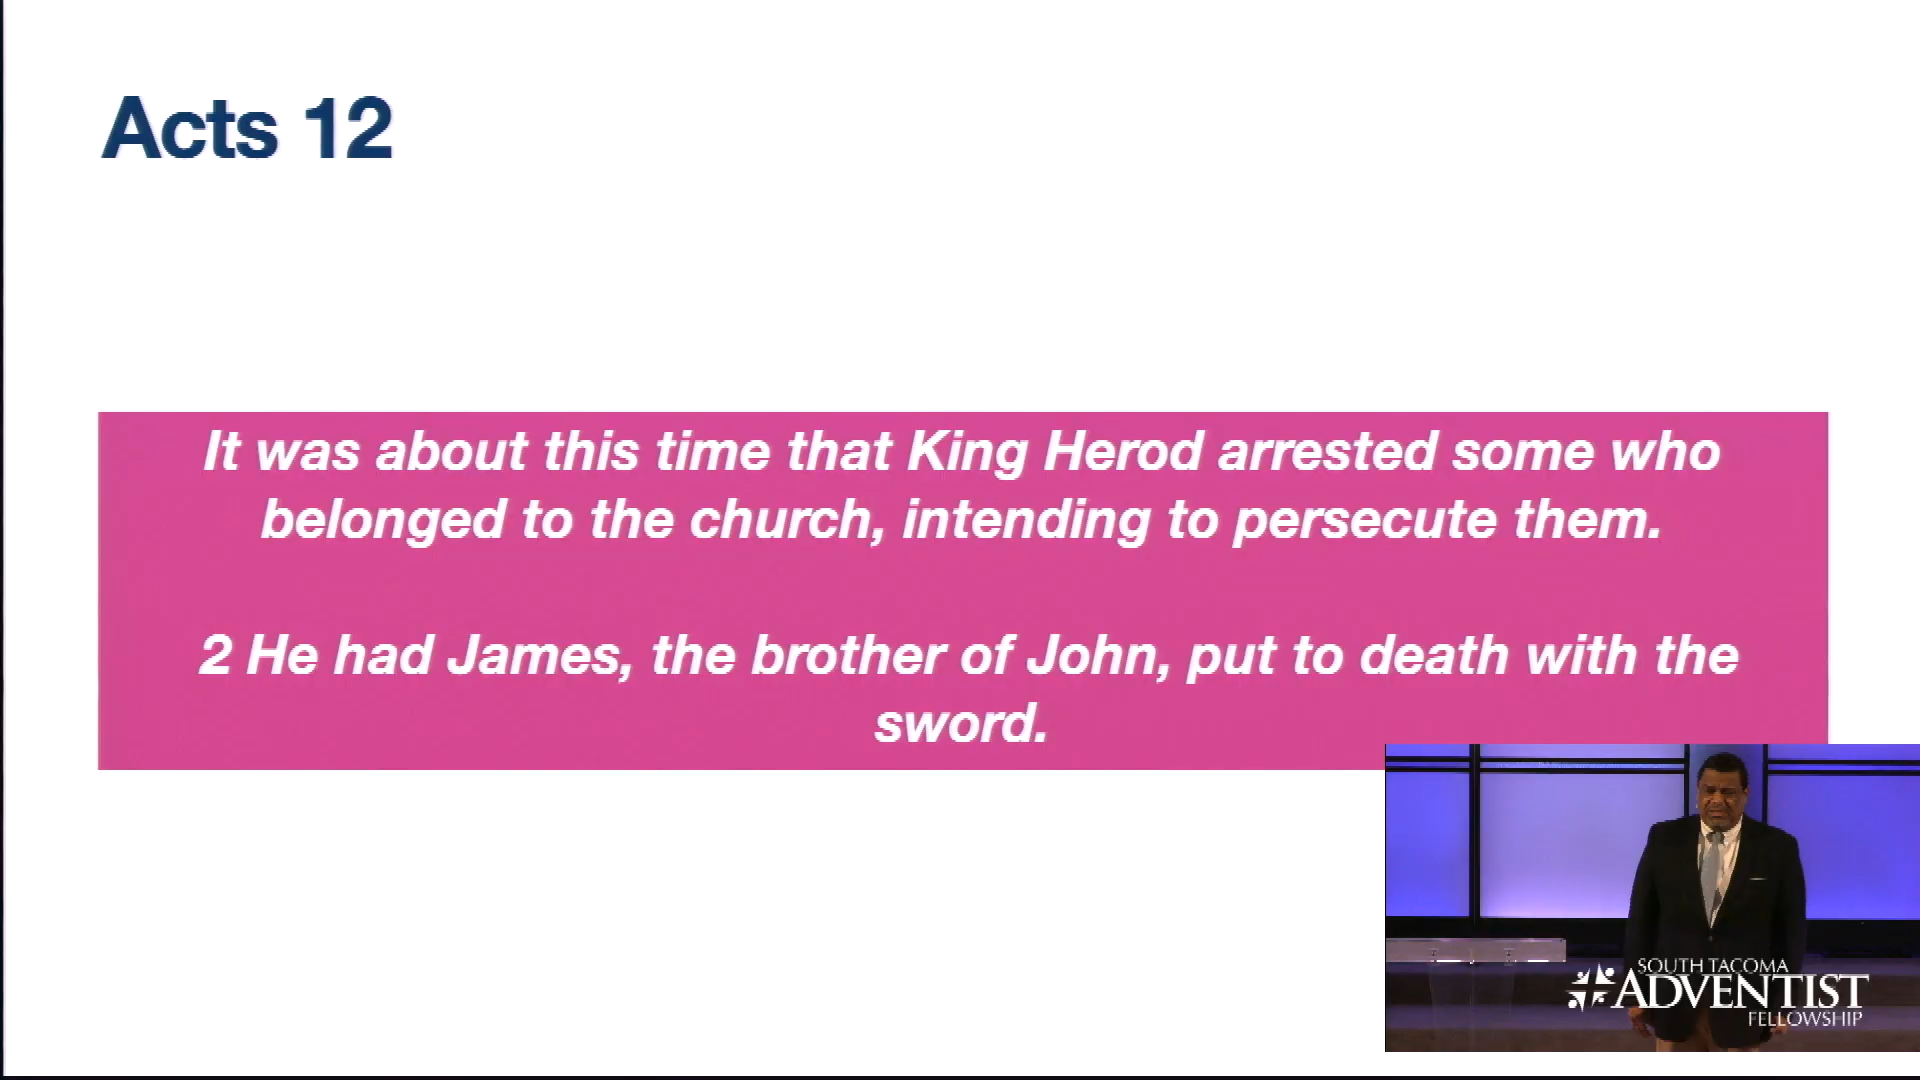 Acts 12
It was about this time that King Herod arrested some who
belonged to the church, intending to persecute them.
2 He had James, the brother of John, put to death with the
sword.
SOUTH TACOMA
ADVENTIST
FELLOWSHIP